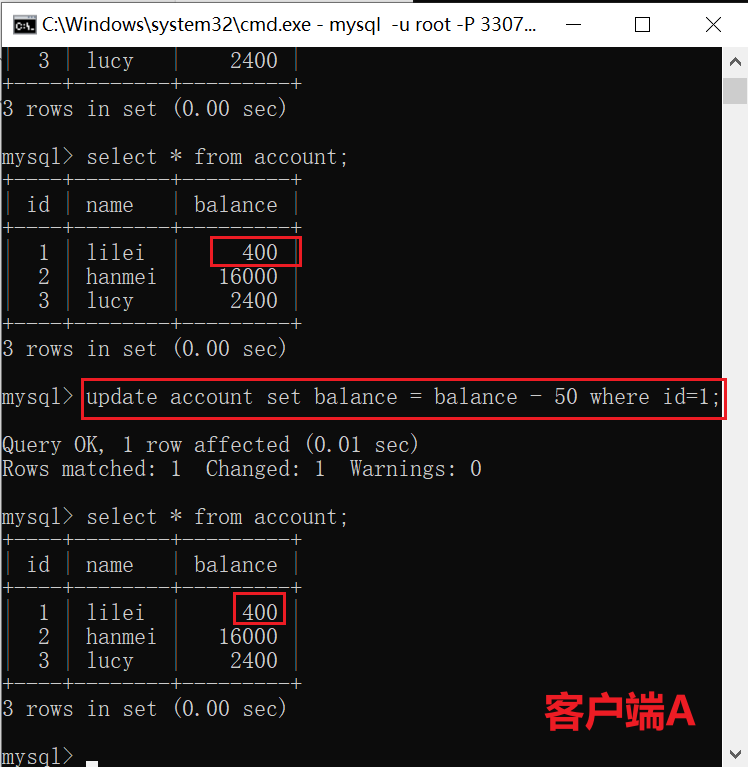 C:\Windows\system32\cmd.exe - mysql  -u root -P 3307...
|  3 | lucy   |    2400 |
+----+--------+---------+
3 rows in set (0.00 sec)
mysql> select * from account;
+----+--------+---------+
| id | name   | balance |
+----+--------+---------+
|  1 | lilei  |     400 |
|  2 | hanmei |   16000 |
|  3 | lucy   |    2400 |
+----+--------+---------+
3 rows in set (0.00 sec)
mysql> update account set balance = balance - 50 where id=1;
Query OK, 1 row affected (0.01 sec)
Rows matched: 1  Changed: 1  Warnings: 0
mysql> select * from account;
+----+--------+---------+
| id | name   | balance |
+----+--------+---------+
|  1 | lilei  |     400 |
|  2 | hanmei |   16000 |
|  3 | lucy   |    2400 |
+----+--------+---------+
3 rows in set (0.00 sec)
客户端A
mysql>